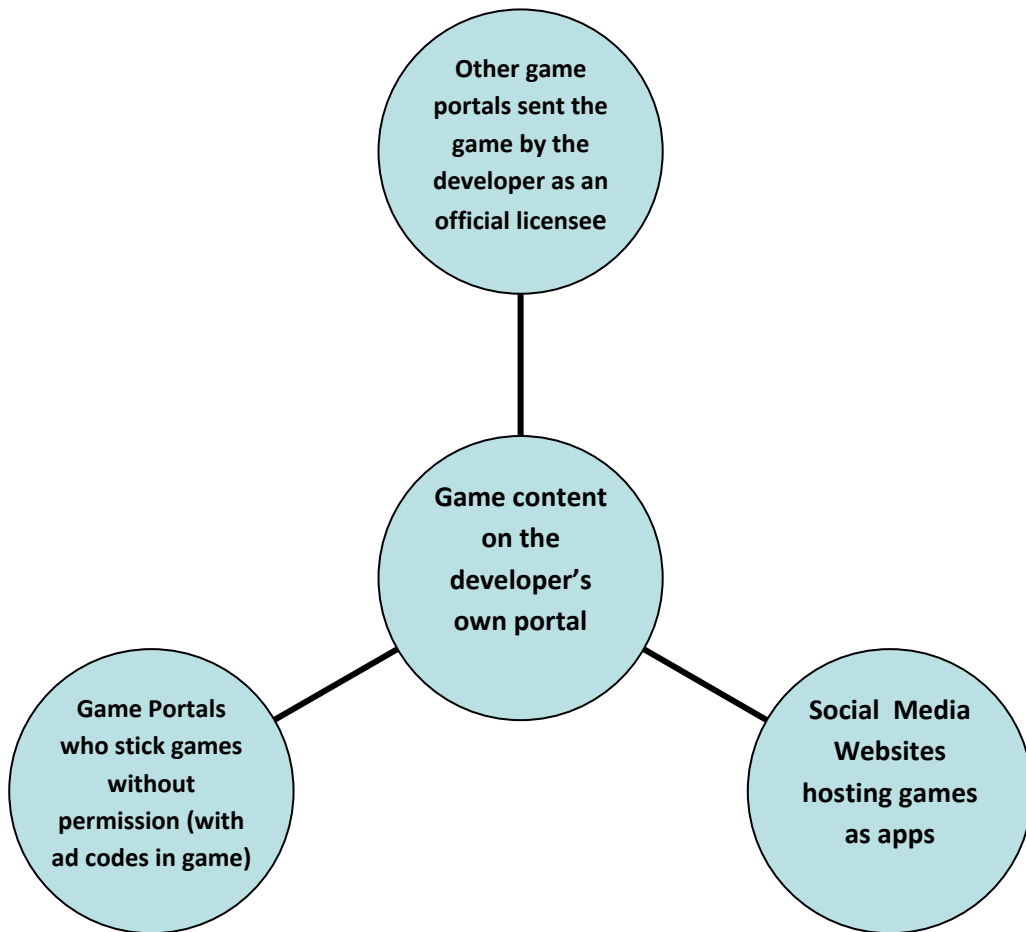 Other game
portals sent the
game by the
developer as an
official licensee
Game content
on the
developer’s
own portal
Game Portals
who stick games
without
permission (with
ad codes in game)
Social Media
Websites
hosting games
as apps